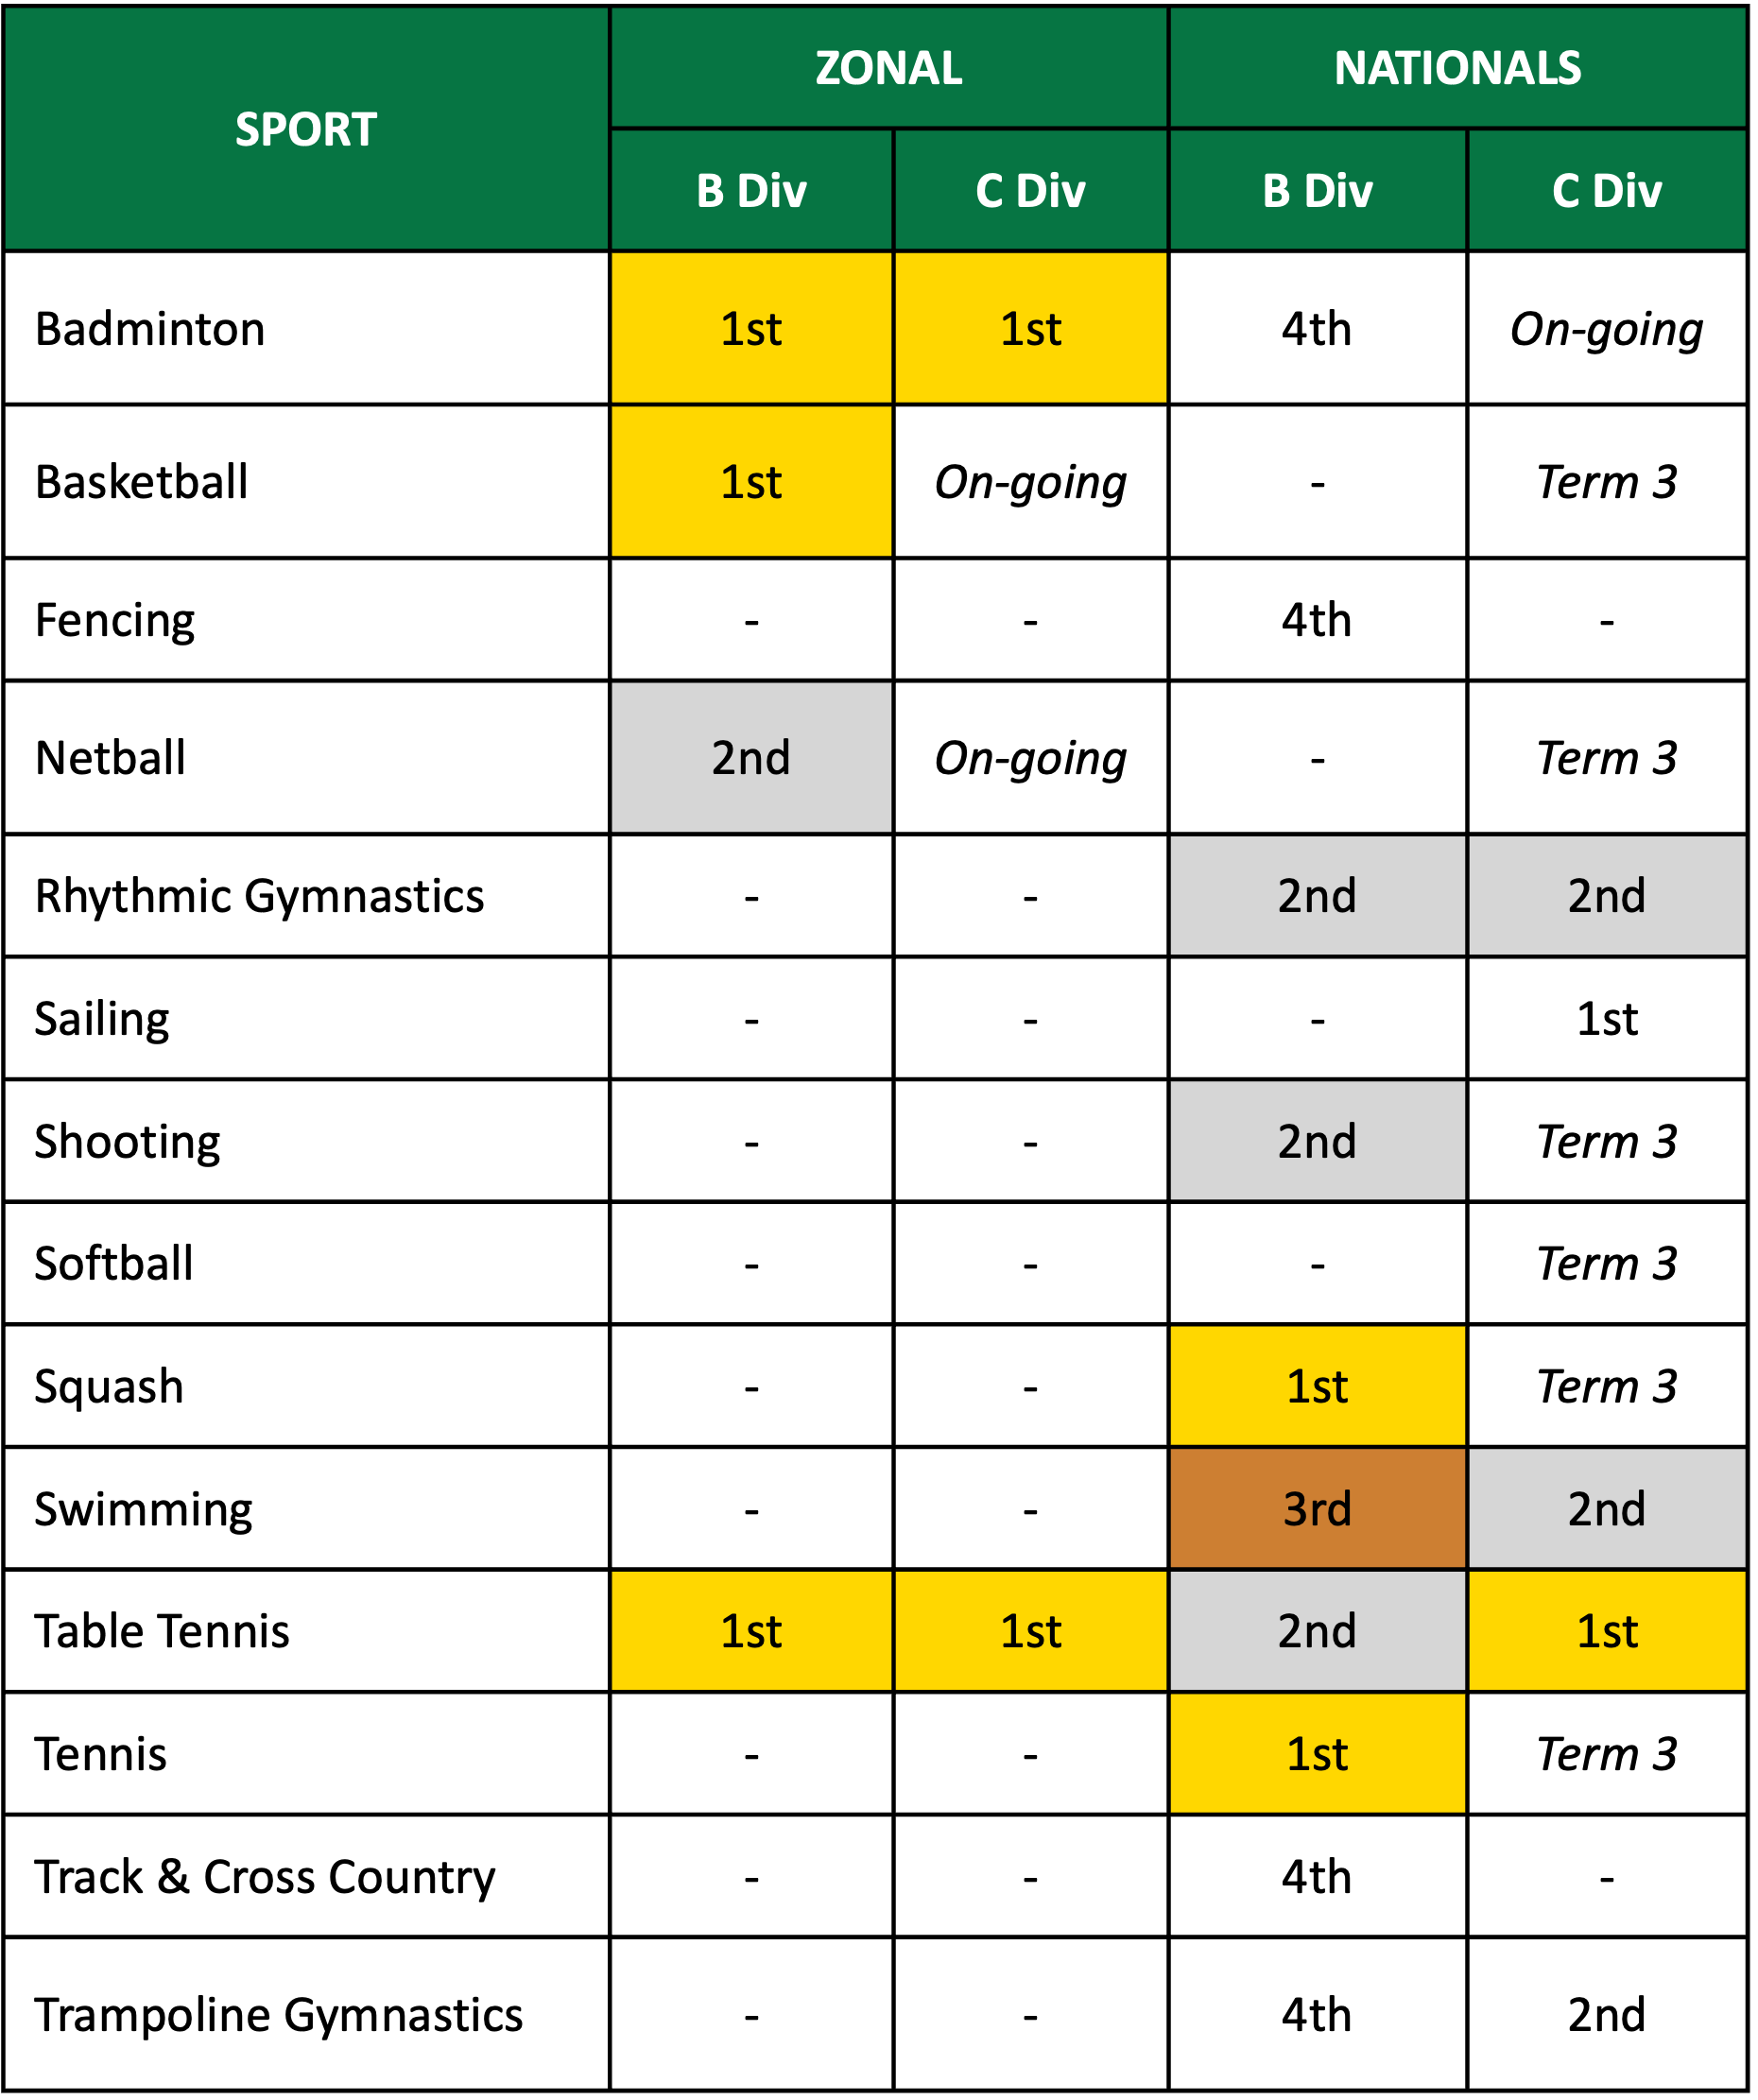 SPORT ZONAL NATIONALS
B Div C Div B Div C Div
Badminton 1st 1st 4th On-going
Basketball 1st On-going - Term 3
Fencing - - 4th -
Netball 2nd On-going - Term 3
Rhythmic Gymnastics - - 2nd 2nd
Sailing - - - 1st
Shooting - - 2nd Term 3
Softball - - - Term 3
Squash - - 1st Term 3
Swimming - - 3rd 2nd
Table Tennis 1st 1st 2nd 1st
Tennis - - 1st Term 3
Track & Cross Country - - 4th -
Trampoline Gymnastics - - 4th 2nd